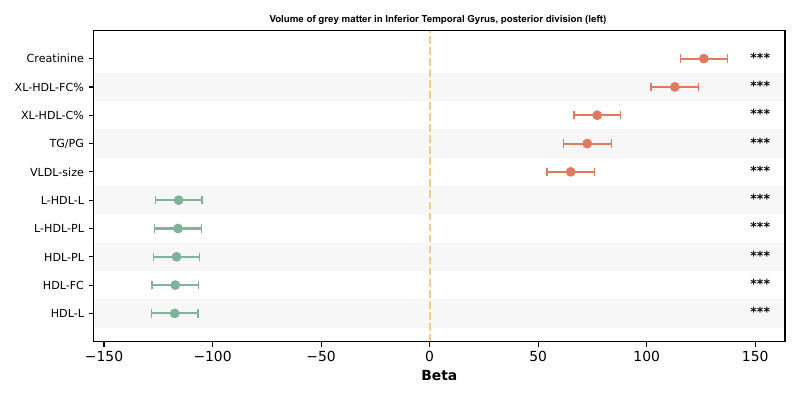 Volume of grey matter in Inferior Temporal Gyrus, posterior division (left)
Creatinine ***
XL-HDL-FC% ***
XL-HDL-C% ***
TG/PG ***
VLDL-size ***
L-HDL-L ***
L-HDL-PL ***
HDL-PL ***
HDL-FC ***
HDL-L ***
−150 −100 −50 0 50 100 150
Beta